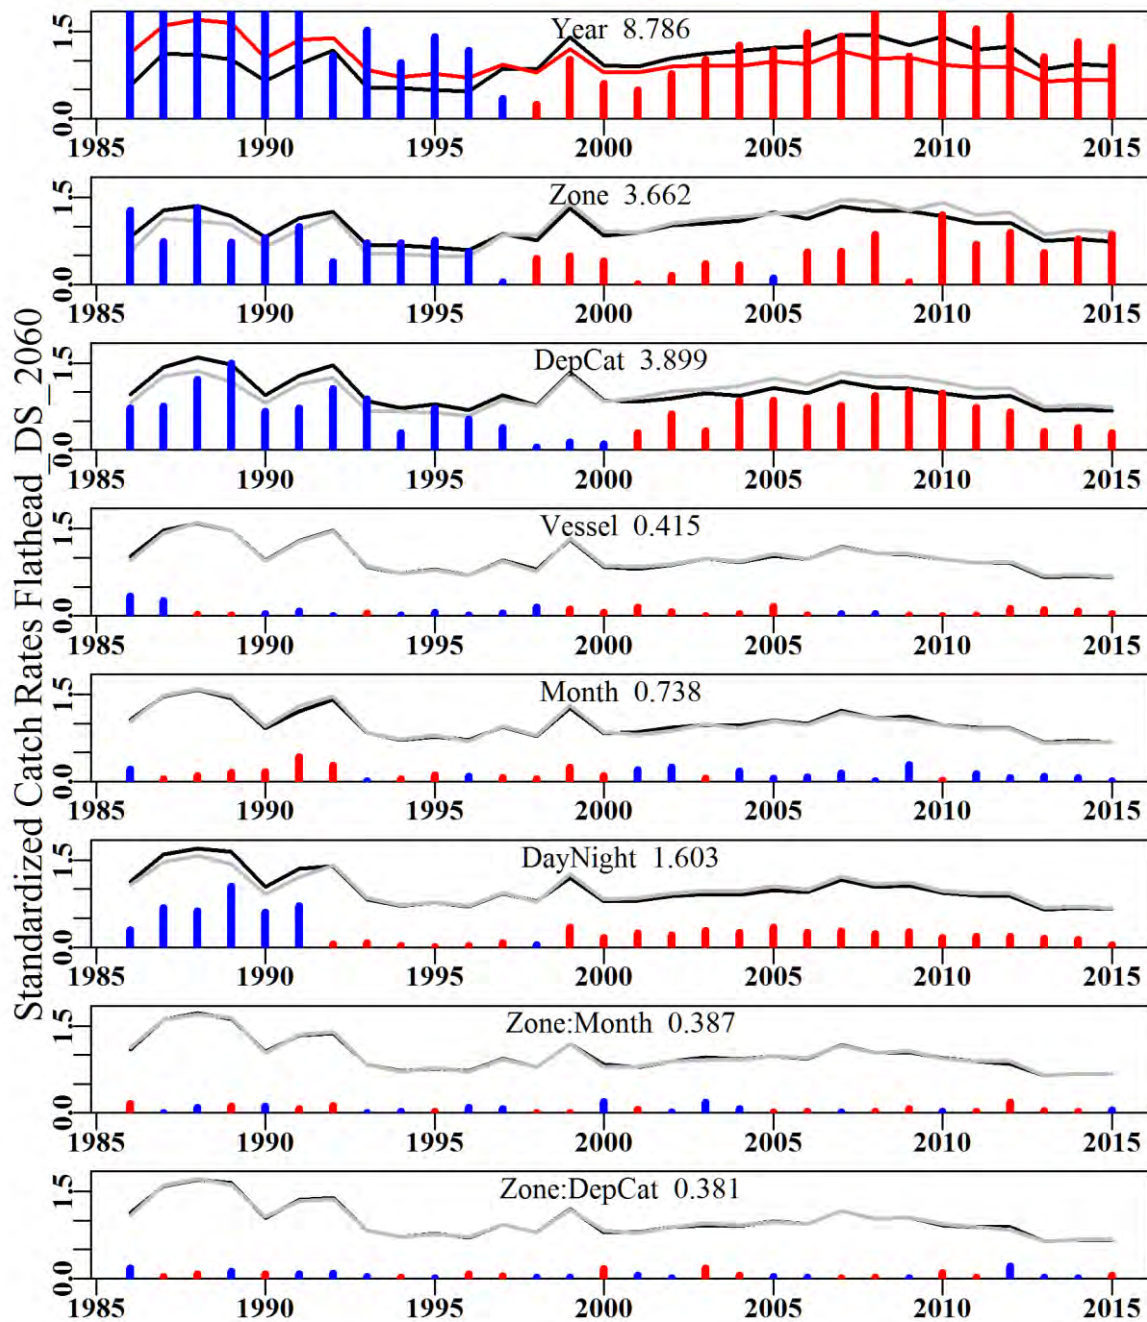 Standardized Catch Rates Flathead_DS_2060
Year 8.786
0.0 1.5
1985 1990 1995 2000 2005 2010 2015
Zone 3.662
0.0 1.5
1985 1990 1995 2000 2005 2010 2015
DepCat 3.899
0.0 1.5
1985 1990 1995 2000 2005 2010 2015
Vessel 0.415
0.0 1.5
1985 1990 1995 2000 2005 2010 2015
Month 0.738
0.0 1.5
1985 1990 1995 2000 2005 2010 2015
DayNight 1.603
0.0 1.5
1985 1990 1995 2000 2005 2010 2015
Zone:Month 0.387
0.0 1.5
1985 1990 1995 2000 2005 2010 2015
Zone:DepCat 0.381
0.0 1.5
1985 1990 1995 2000 2005 2010 2015